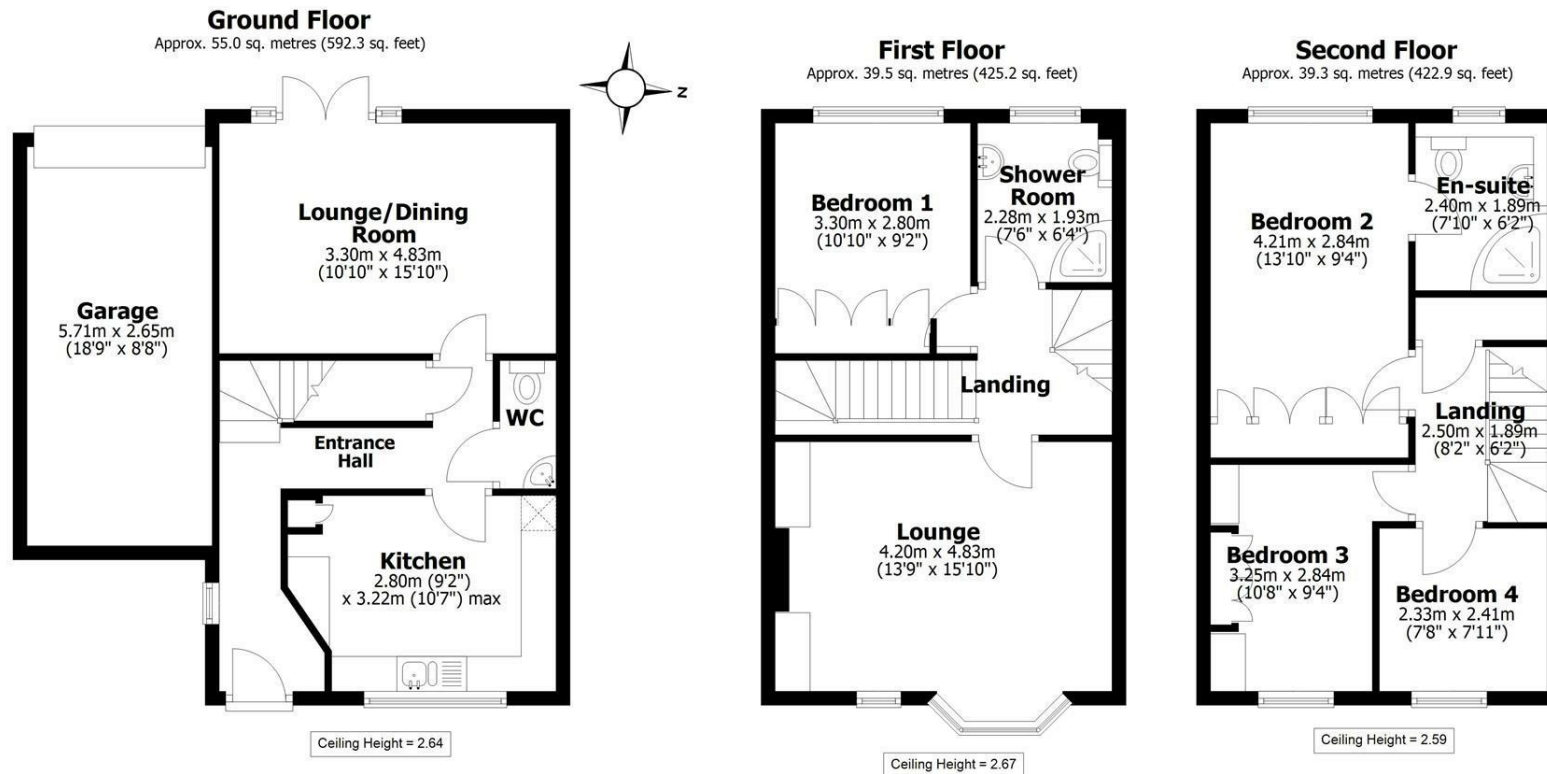 Ground Floor
Approx. 55.0 sq. metres (592.3 sq. feet)
N
Lounge/Dining
Room
3.30m x 4.83m
(10'10" x 15'10")
Garage
5.71m x 2.65m
(18'9" x 8'8")
WC
Entrance
Hall
Kitchen
2.80m (9'2")
x 3.22m (10'7") max
Ceiling Height = 2.64
First Floor
Approx. 39.5 sq. metres (425.2 sq. feet)
Bedroom 1
3.30m x 2.80m
(10'10" x 9'2")
Shower
Room
2.28m x 1.93m
(7'6" x 6'4")
Landing
Lounge
4.20m x 4.83m
(13'9" x 15'10")
Ceiling Height = 2.67
Second Floor
Approx. 39.3 sq. metres (422.9 sq. feet)
Bedroom 2
4.21m x 2.84m
(13'10" x 9'4")
En-suite
2.40m x 1.89m
(7'10" x 6'2")
Landing
2.50m x 1.89m
(8'2" x 6'2")
Bedroom 3
3.25m x 2.84m
(10'8" x 9'4")
Bedroom 4
2.33m x 2.41m
(7'8" x 7'11")
Ceiling Height = 2.59